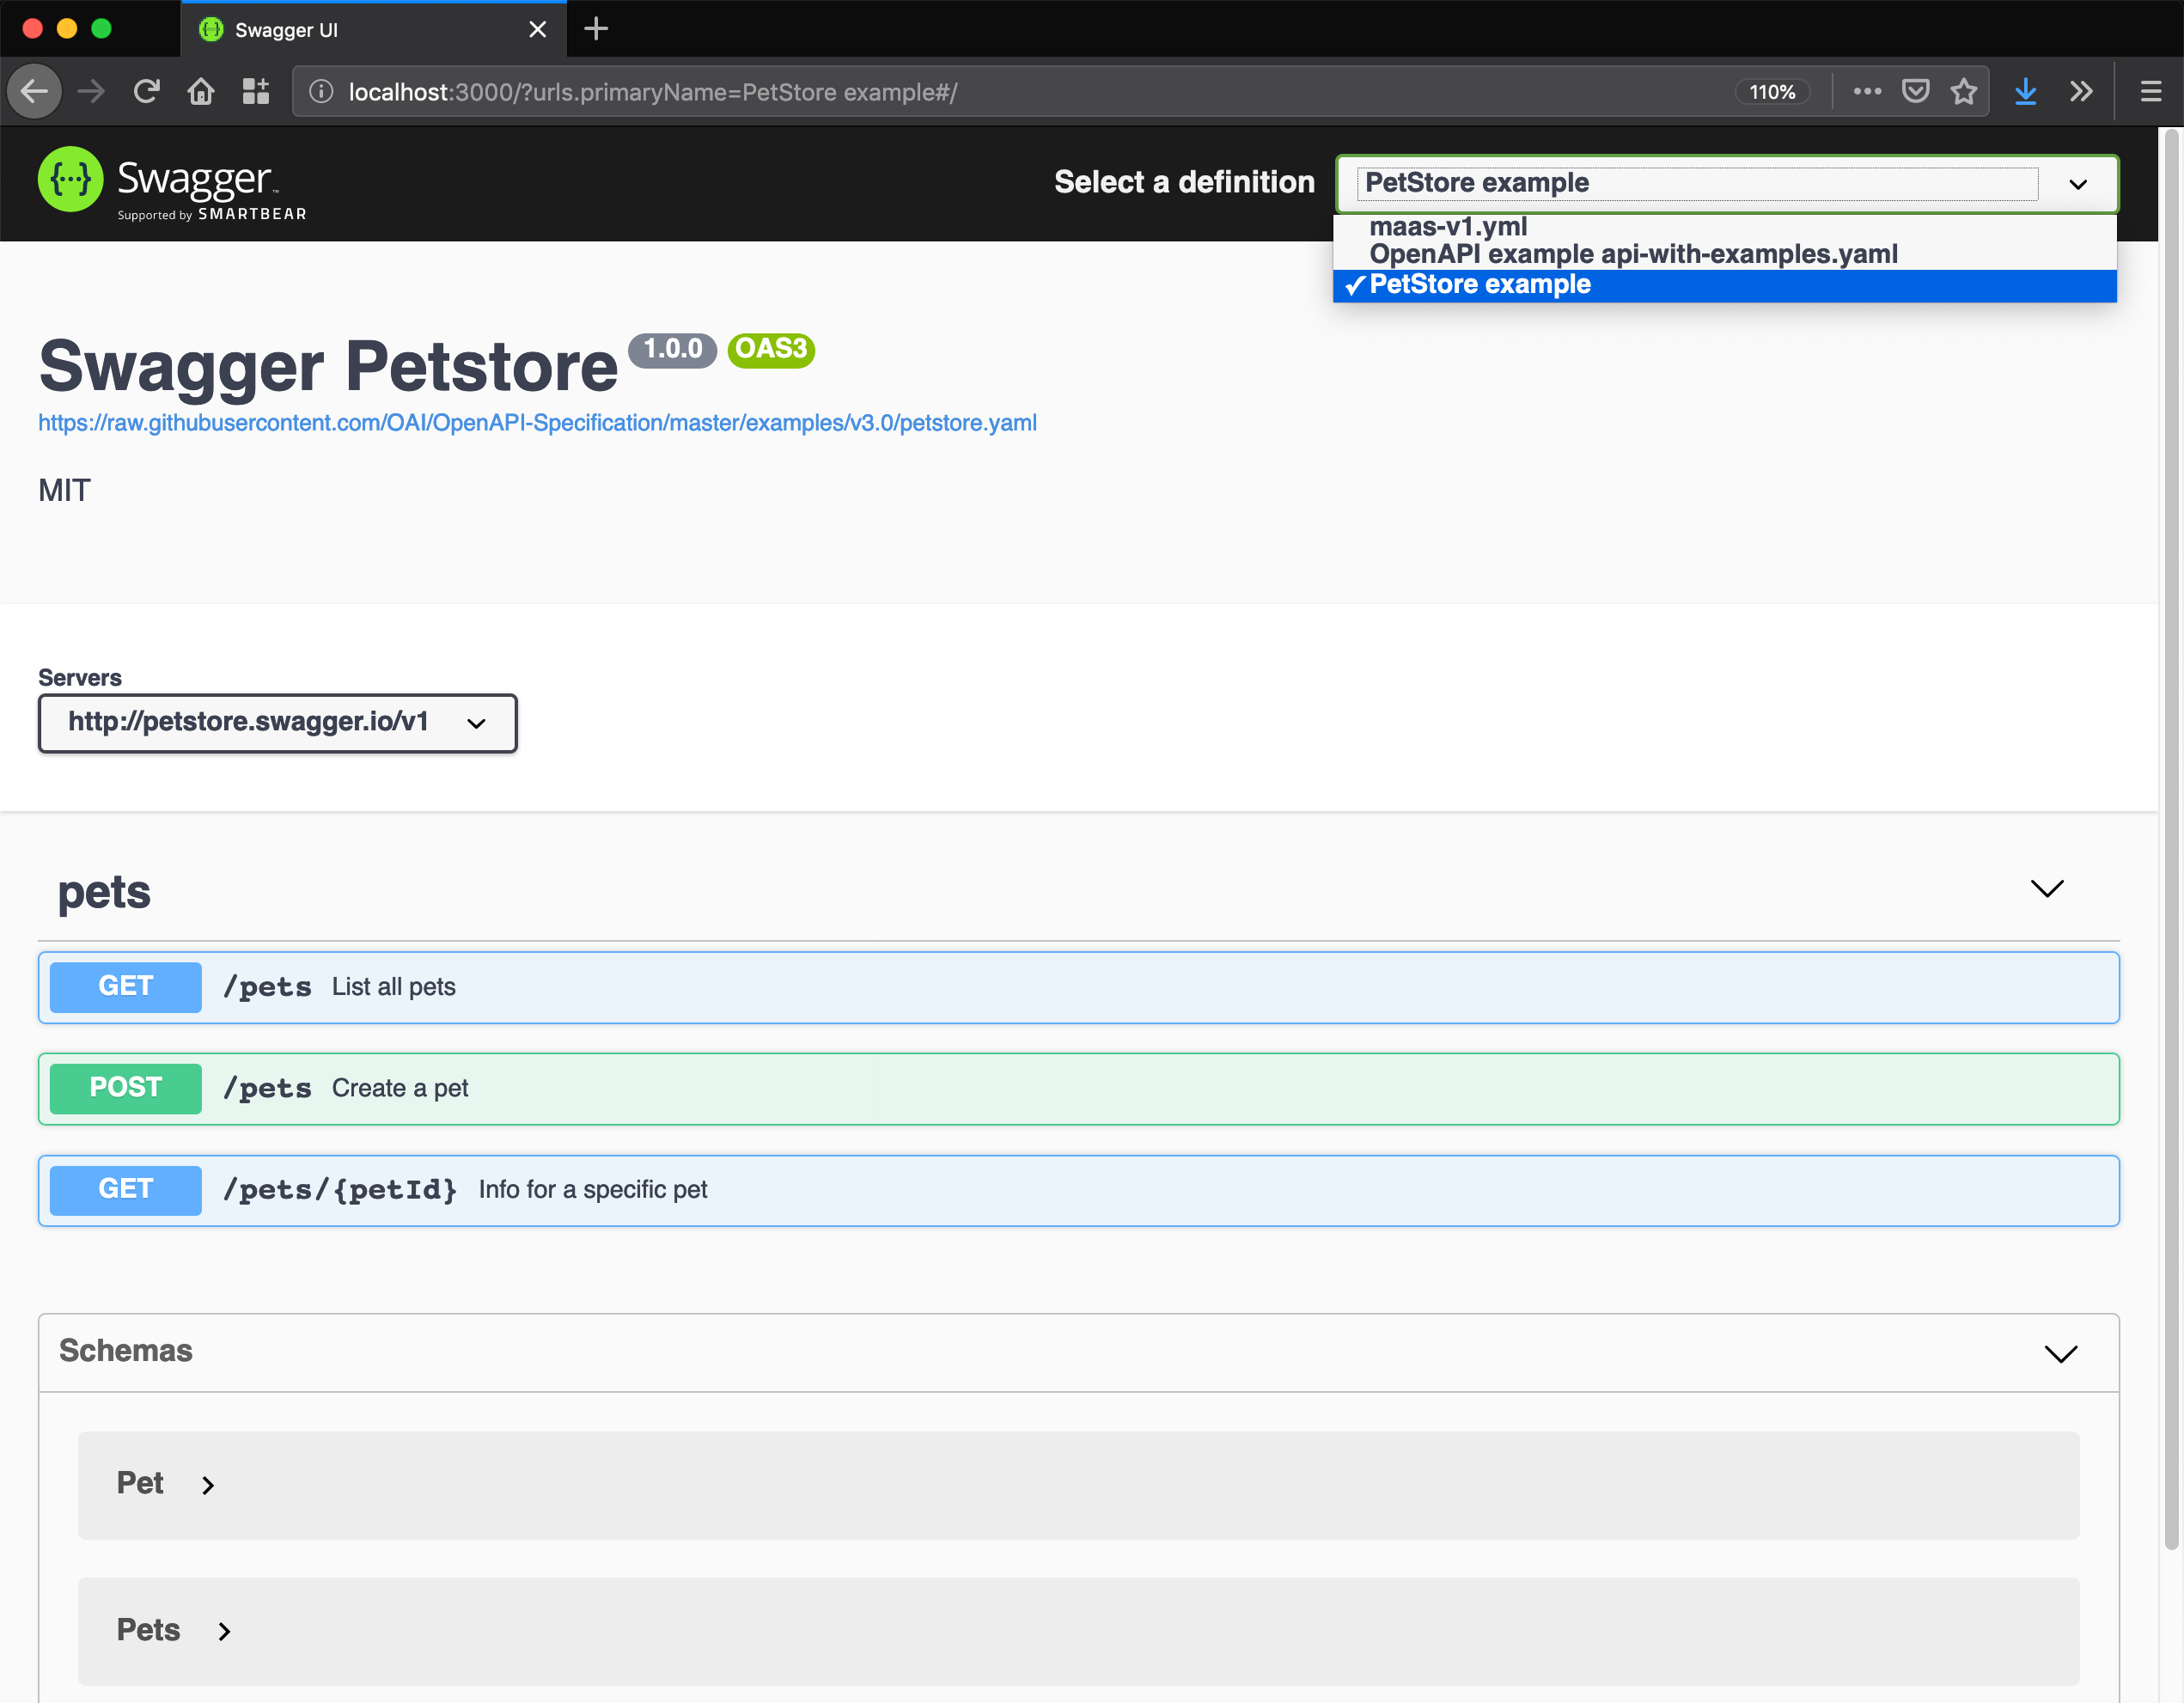 Swagger UI
localhost:3000/?urls.primaryName=PetStore example#/
110%
Swagger™
Supported by SMARTBEAR
Select a definition
PetStore example
maas-v1.yml
OpenAPI example api-with-examples.yaml
✓PetStore example
Swagger Petstore 1.0.0 OAS3
https://raw.githubusercontent.com/OAI/OpenAPI-Specification/master/examples/v3.0/petstore.yaml
MIT
Servers
http://petstore.swagger.io/v1
pets
GET /pets List all pets
POST /pets Create a pet
GET /pets/{petId} Info for a specific pet
Schemas
Pet
Pets